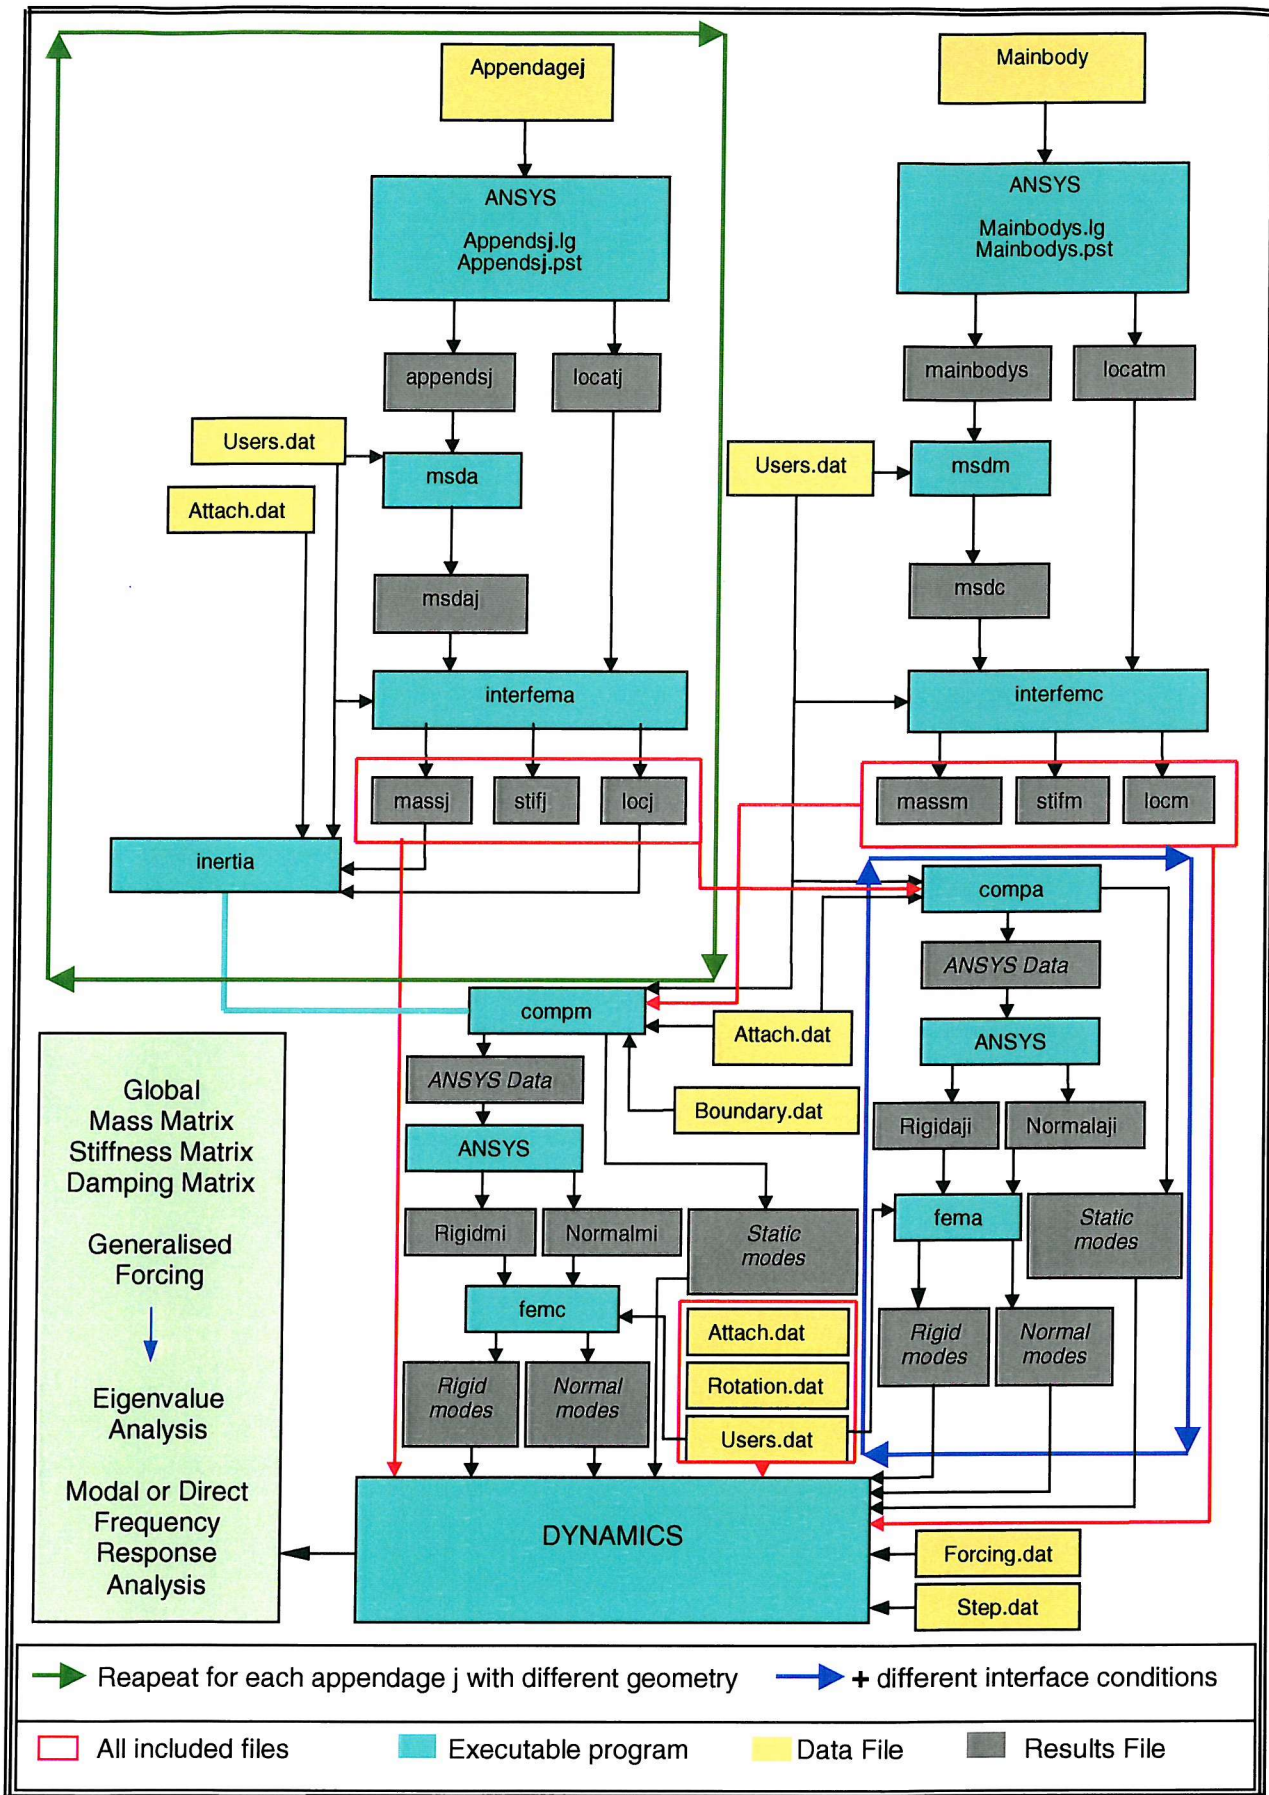 Appendagej
Mainbody
ANSYS
Appendsj.lg
Appendsj.pst
ANSYS
Mainbodys.lg
Mainbodys.pst
appendsj
locatj
mainbodys
locatm
Users.dat
msda
Users.dat
msdm
Attach.dat
msdaj
msdc
interfema
interfemc
massj
stifj
locj
massm
stifm
locm
inertia
compa
ANSYS Data
compm
Attach.dat
ANSYS
ANSYS Data
Boundary.dat
Rigidaji
Normalaji
ANSYS
Rigidmi
Normalmi
Static
modes
fema
Static
modes
femc
Attach.dat
Rotation.dat
Users.dat
Rigid
modes
Normal
modes
Rigid
modes
Normal
modes
Global
Mass Matrix
Stiffness Matrix
Damping Matrix
Generalised
Forcing
Eigenvalue
Analysis
Modal or Direct
Frequency
Response
Analysis
DYNAMICS
Forcing.dat
Step.dat
Reapeat for each appendage j with different geometry
+ different interface conditions
All included files
Executable program
Data File
Results File